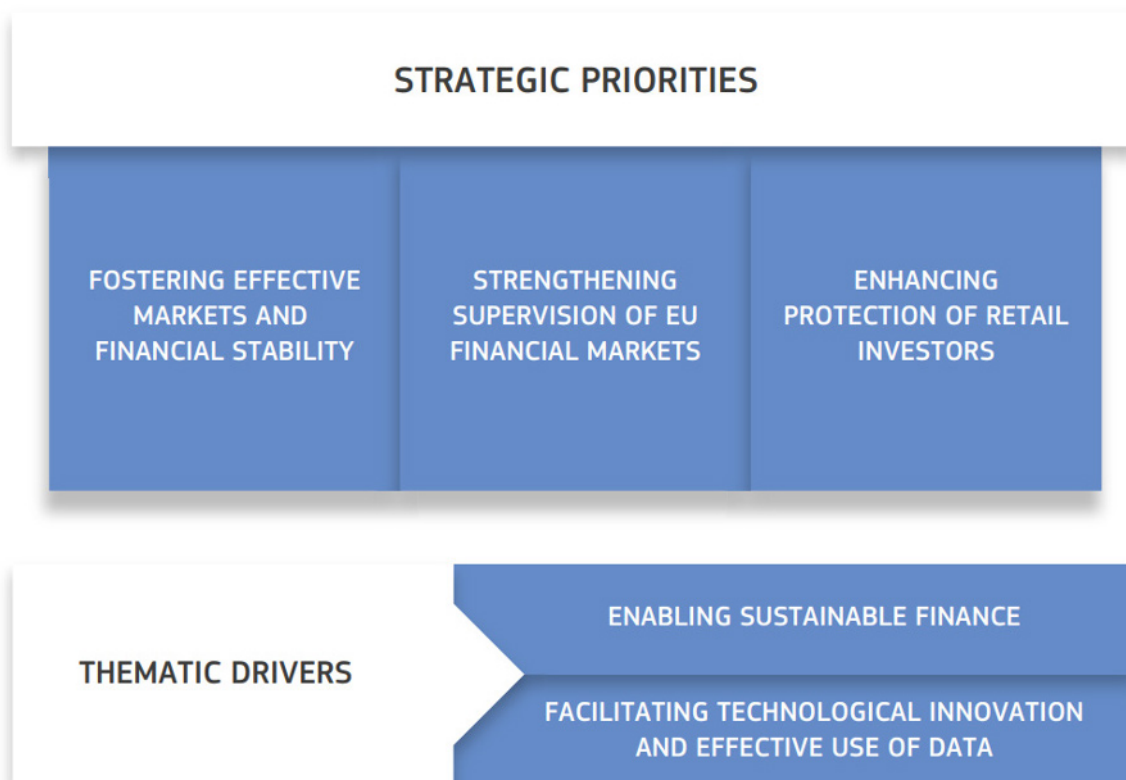 STRATEGIC PRIORITIES
FOSTERING EFFECTIVE
MARKETS AND
FINANCIAL STABILITY
STRENGTHENING
SUPERVISION OF EU
FINANCIAL MARKETS
ENHANCING
PROTECTION OF RETAIL
INVESTORS
THEMATIC DRIVERS
ENABLING SUSTAINABLE FINANCE
FACILITATING TECHNOLOGICAL INNOVATION
AND EFFECTIVE USE OF DATA